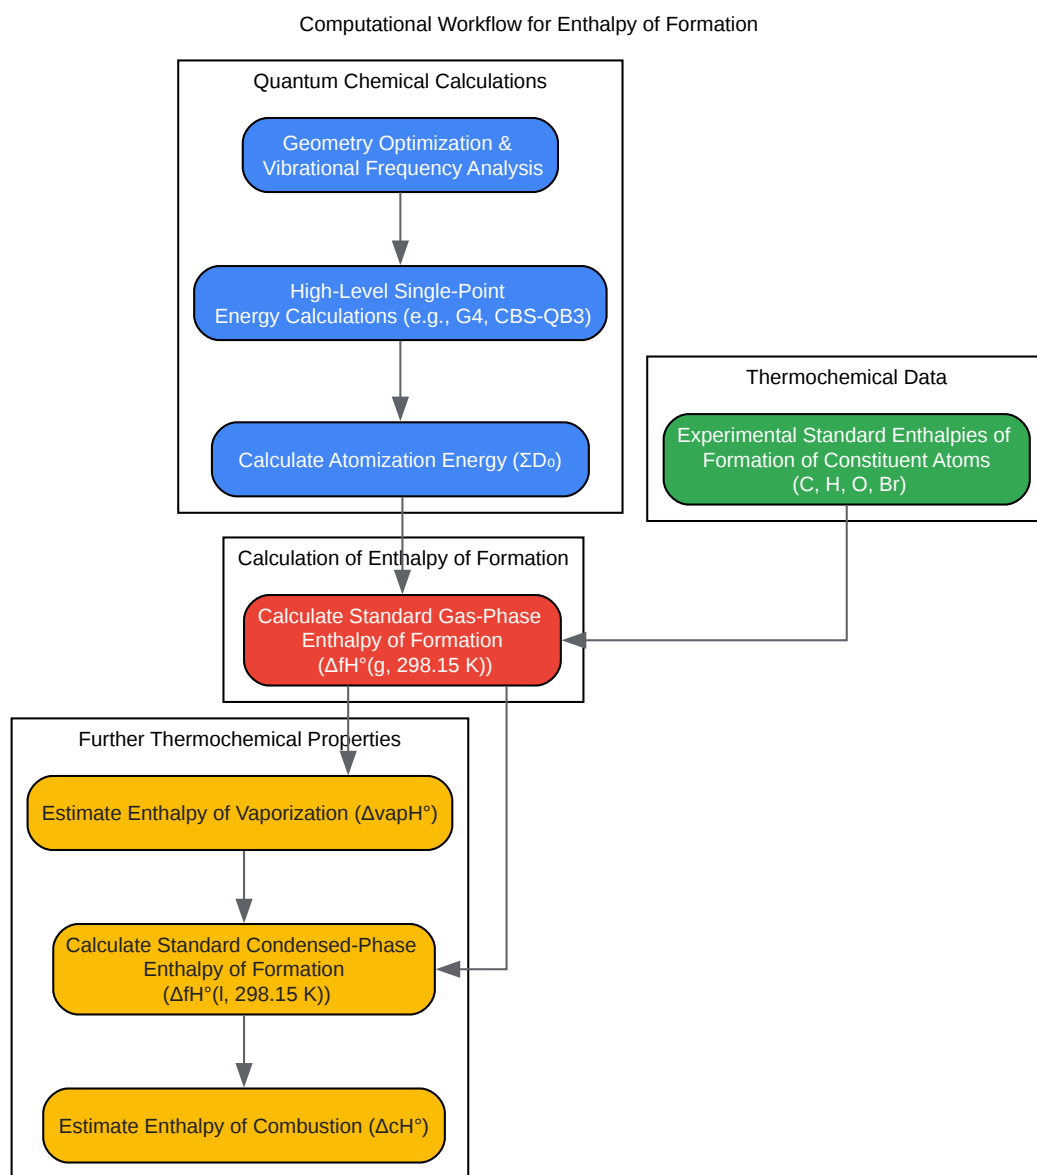 Computational Workflow for Enthalpy of Formation
Quantum Chemical Calculations
Geometry Optimization &
Vibrational Frequency Analysis
High-Level Single-Point
Energy Calculations (e.g., G4, CBS-QB3)
Calculate Atomization Energy (ΣD₀)
Thermochemical Data
Experimental Standard Enthalpies of
Formation of Constituent Atoms
(C, H, O, Br)
Calculation of Enthalpy of Formation
Calculate Standard Gas-Phase
Enthalpy of Formation
(ΔfH°(g, 298.15 K))
Further Thermochemical Properties
Estimate Enthalpy of Vaporization (ΔvapH°)
Calculate Standard Condensed-Phase
Enthalpy of Formation
(ΔfH°(l, 298.15 K))
Estimate Enthalpy of Combustion (ΔcH°)